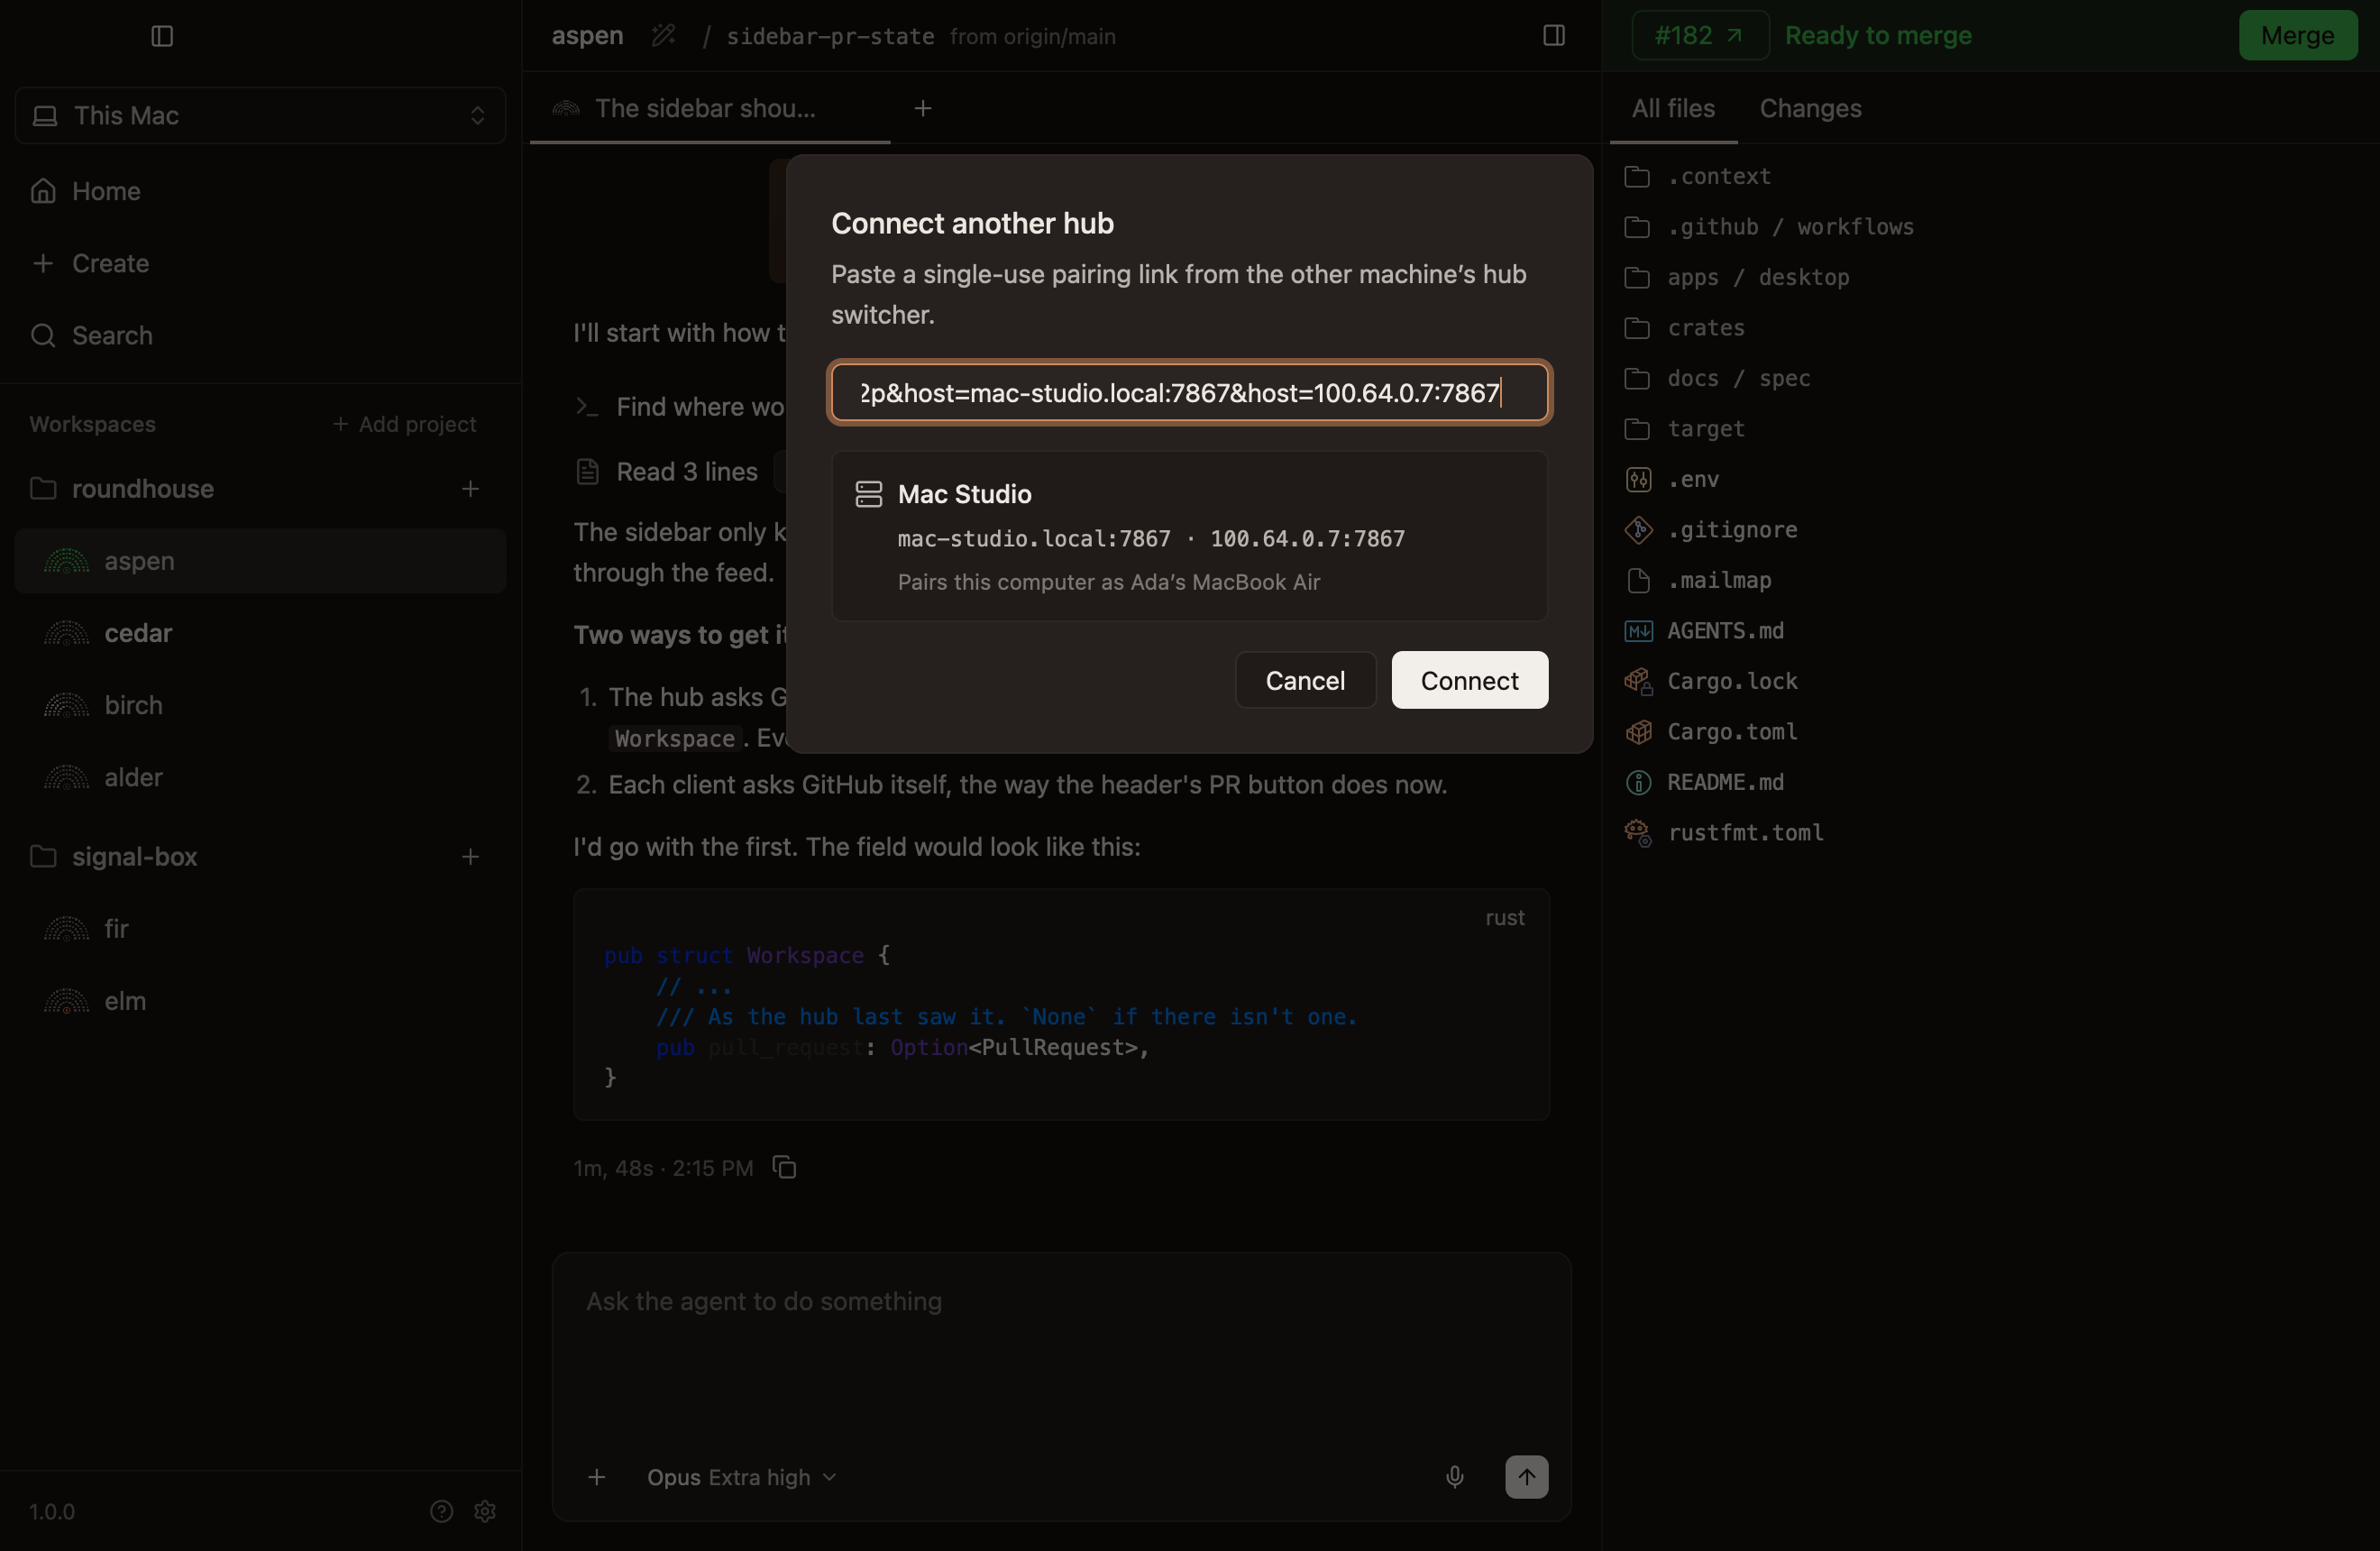 This Mac
Home
Create
Search
Workspaces
Add project
roundhouse
aspen
cedar
birch
alder
signal-box
fir
elm
1.0.0
aspen / sidebar-pr-state from origin/main
The sidebar shou...
I'll start with how t
Find where wo
Read 3 lines
The sidebar only k
through the feed.
Two ways to get it
1. The hub asks G
Workspace. Eve
2. Each client asks GitHub itself, the way the header's PR button does now.
I'd go with the first. The field would look like this:
rust
pub struct Workspace {
// ...
/// As the hub last saw it. `None` if there isn't one.
pub pull_request: Option<PullRequest>,
}
1m, 48s · 2:15 PM
Ask the agent to do something
Opus Extra high
Connect another hub
Paste a single-use pairing link from the other machine’s hub
switcher.
2p&host=mac-studio.local:7867&host=100.64.0.7:7867
Mac Studio
mac-studio.local:7867 · 100.64.0.7:7867
Pairs this computer as Ada’s MacBook Air
Cancel
Connect
#182
Ready to merge
Merge
All files
Changes
.context
.github / workflows
apps / desktop
crates
docs / spec
target
.env
.gitignore
.mailmap
AGENTS.md
Cargo.lock
Cargo.toml
README.md
rustfmt.toml